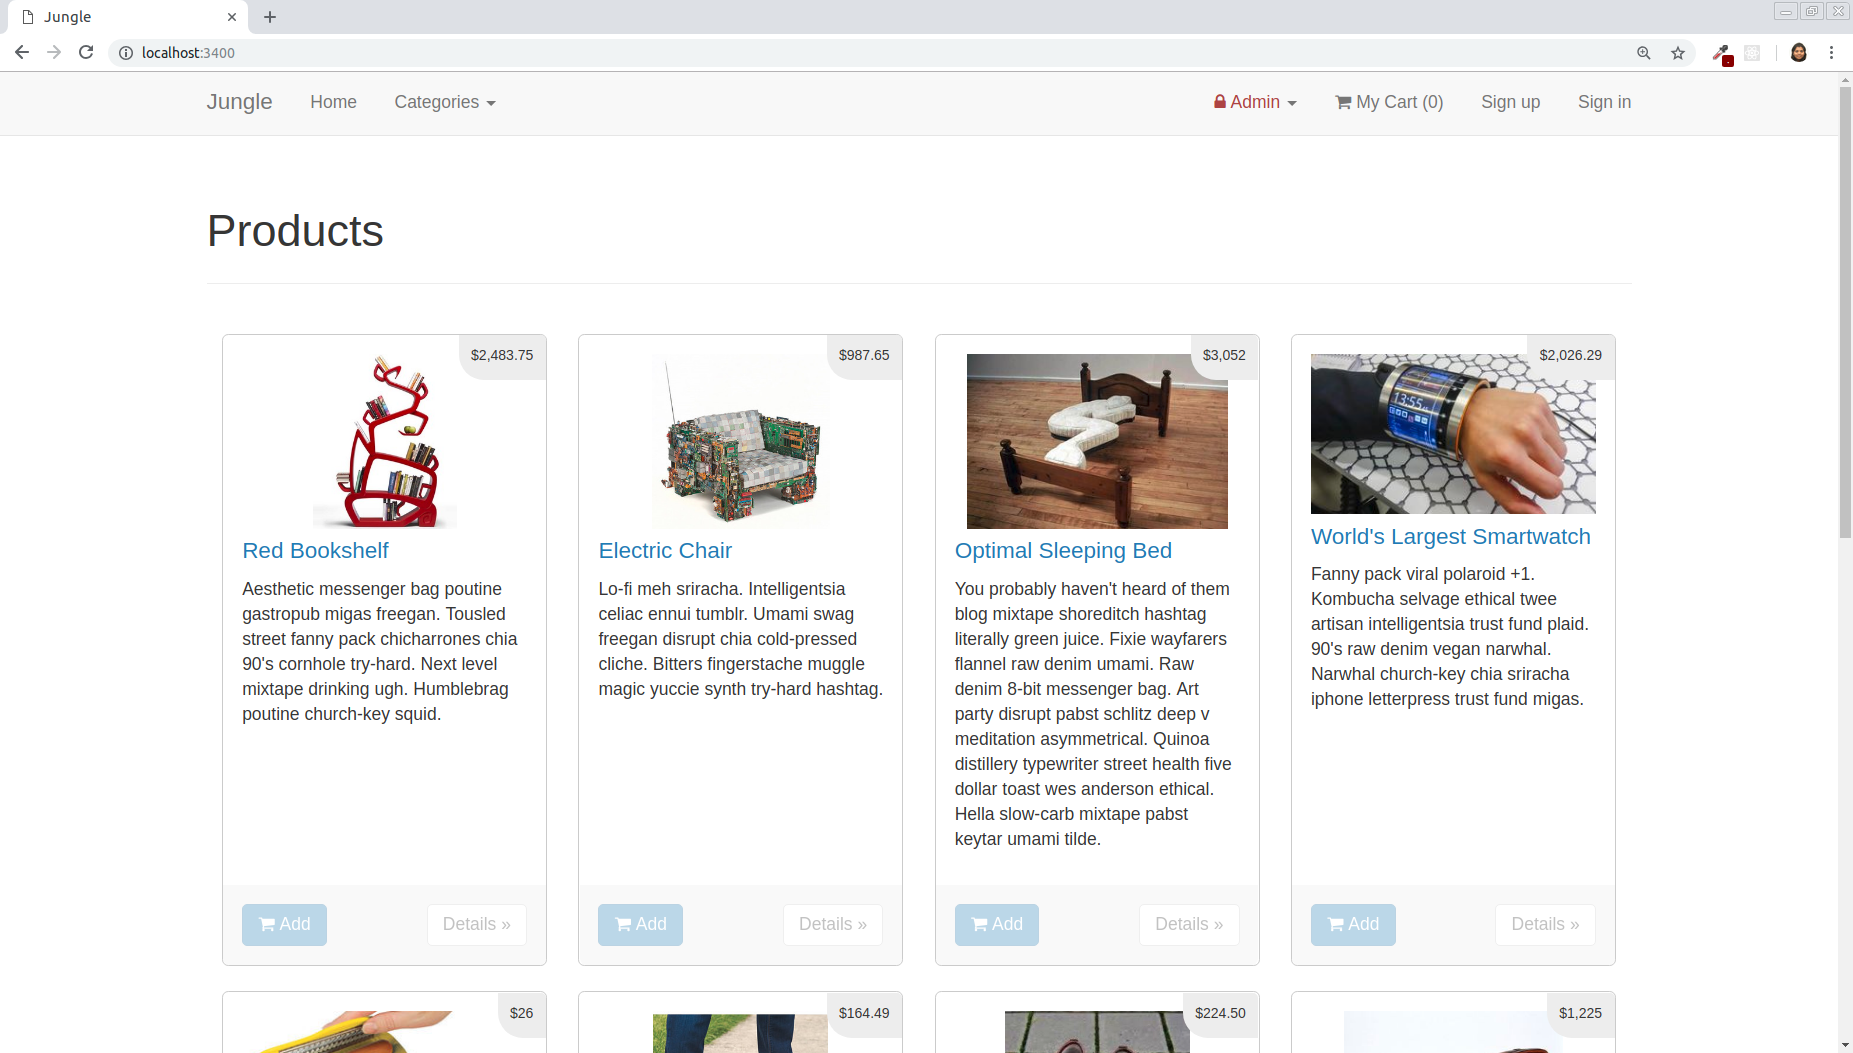 Jungle
localhost:3400
Jungle Home Categories Admin My Cart (0) Sign up Sign in
Products
$2,483.75
Red Bookshelf
Aesthetic messenger bag poutine
gastropub migas freegan. Tousled
street fanny pack chicharrones chia
90's cornhole try-hard. Next level
mixtape drinking ugh. Humblebrag
poutine church-key squid.
Add Details »
$987.65
Electric Chair
Lo-fi meh sriracha. Intelligentsia
celiac ennui tumblr. Umami swag
freegan disrupt chia cold-pressed
cliche. Bitters fingerstache muggle
magic yuccie synth try-hard hashtag.
Add Details »
$3,052
Optimal Sleeping Bed
You probably haven't heard of them
blog mixtape shoreditch hashtag
literally green juice. Fixie wayfarers
flannel raw denim umami. Raw
denim 8-bit messenger bag. Art
party disrupt pabst schlitz deep v
meditation asymmetrical. Quinoa
distillery typewriter street health five
dollar toast wes anderson ethical.
Hella slow-carb mixtape pabst
keytar umami tilde.
Add Details »
$2,026.29
13:55
World's Largest Smartwatch
Fanny pack viral polaroid +1.
Kombucha selvage ethical twee
artisan intelligentsia trust fund plaid.
90's raw denim vegan narwhal.
Narwhal church-key chia sriracha
iphone letterpress trust fund migas.
Add Details »
$26
$164.49
$224.50
$1,225